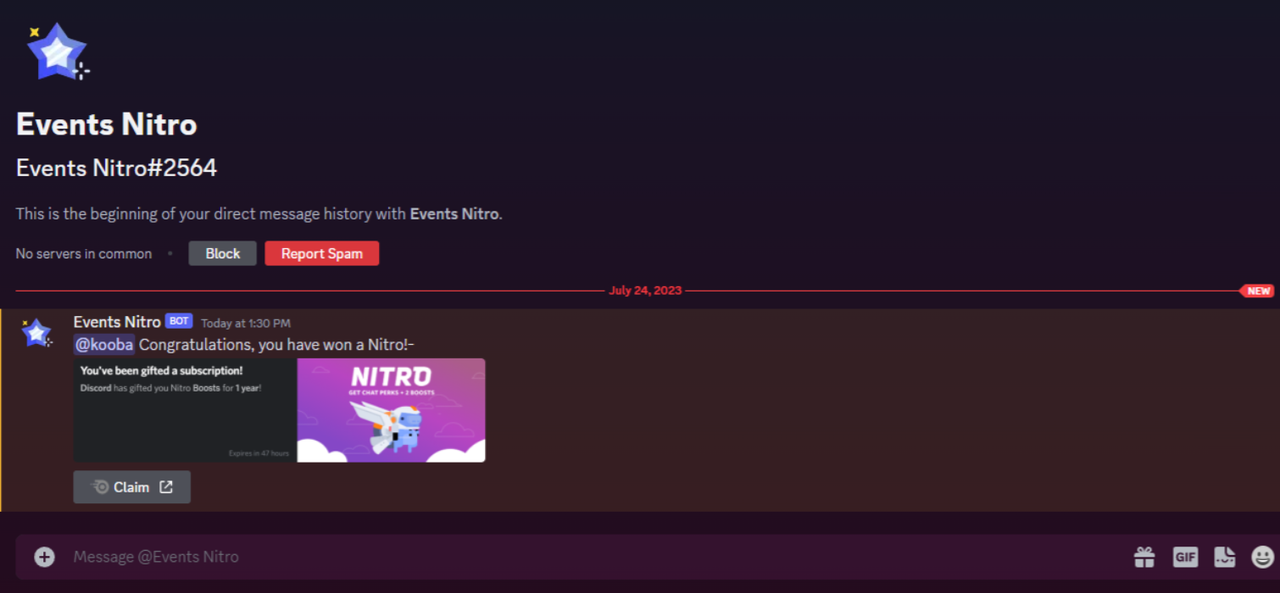 Events Nitro
Events Nitro#2564
This is the beginning of your direct message history with Events Nitro.
No servers in common • Block Report Spam
July 24, 2023 NEW
Events Nitro BOT Today at 1:30 PM
@kooba Congratulations, you have won a Nitro!-
You've been gifted a subscription!
Discord has gifted you Nitro Boosts for 1 year!
Expires in 47 hours
NITRO
GET CHAT PERKS + 2 BOOSTS
Claim
Message @Events Nitro
GIF